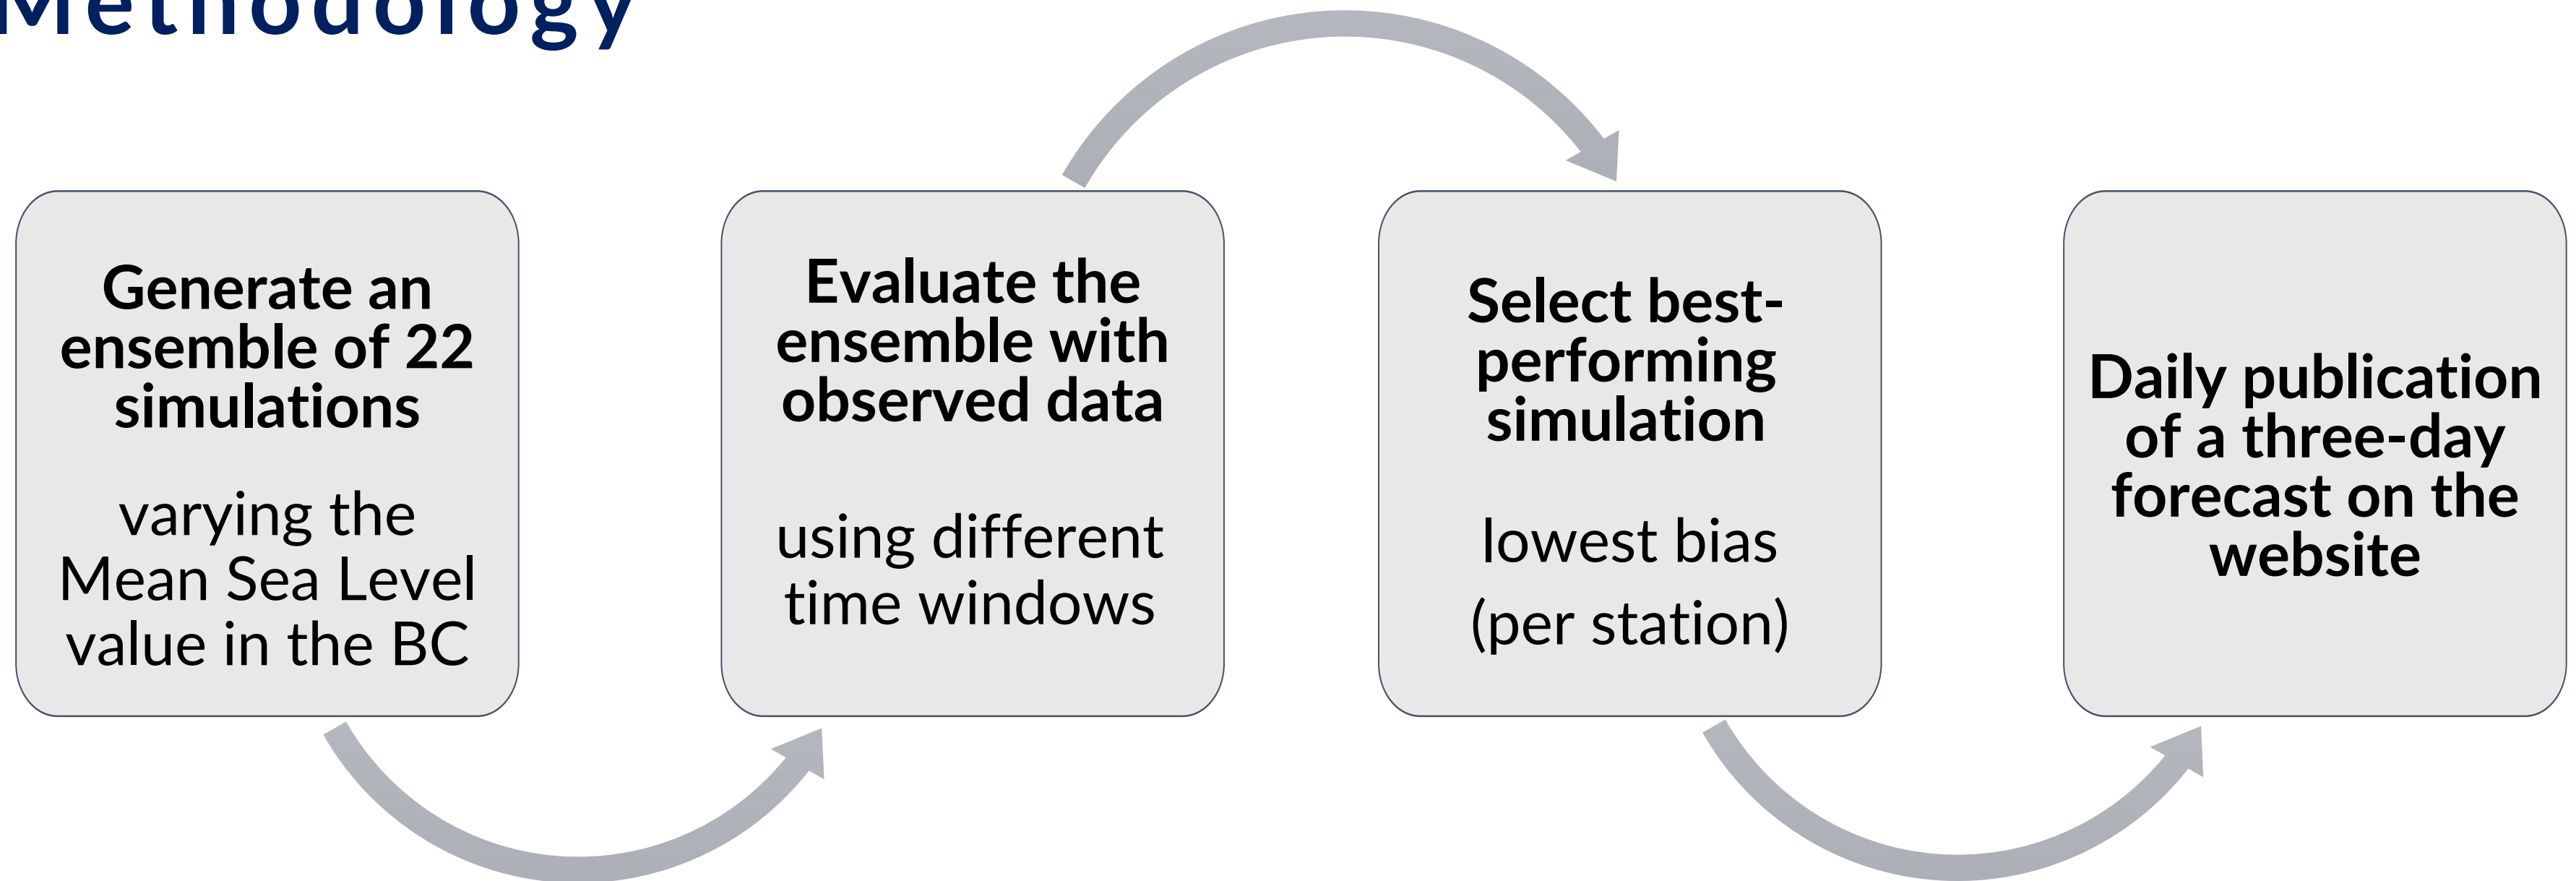 Methodology
Generate an
ensemble of 22
simulations
varying the
Mean Sea Level
value in the BC
Evaluate the
ensemble with
observed data
using different
time windows
Select best-
performing
simulation
lowest bias
(per station)
Daily publication
of a three-day
forecast on the
website